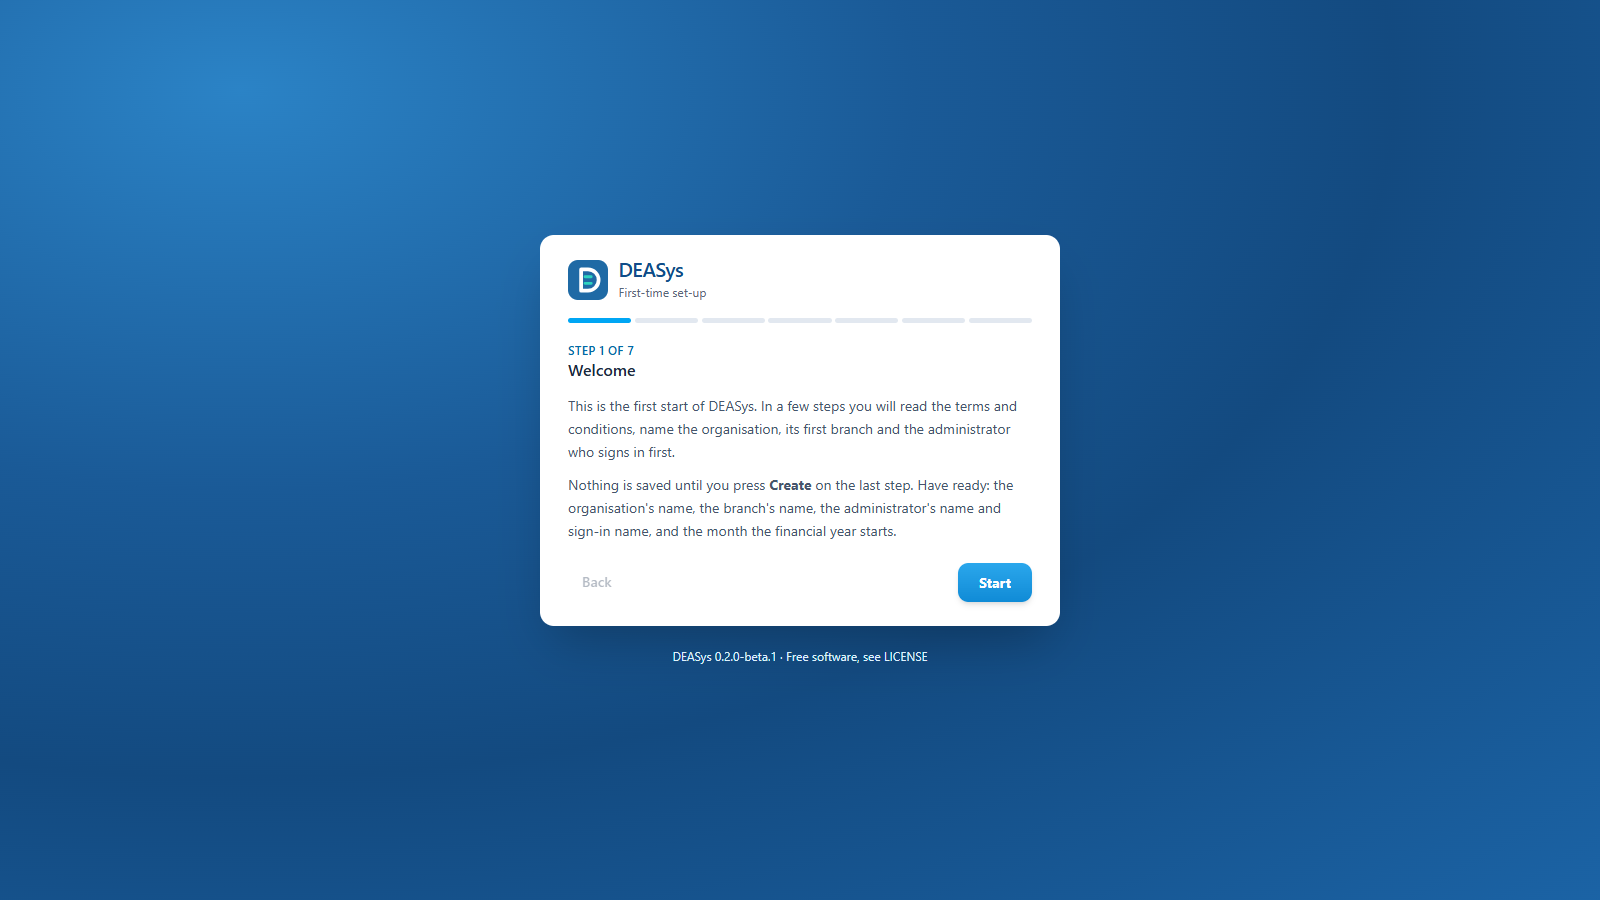 DEASys
First-time set-up
STEP 1 OF 7
Welcome
This is the first start of DEASys. In a few steps you will read the terms and
conditions, name the organisation, its first branch and the administrator
who signs in first.
Nothing is saved until you press Create on the last step. Have ready: the
organisation's name, the branch's name, the administrator's name and
sign-in name, and the month the financial year starts.
Back
Start
DEASys 0.2.0-beta.1 · Free software, see LICENSE